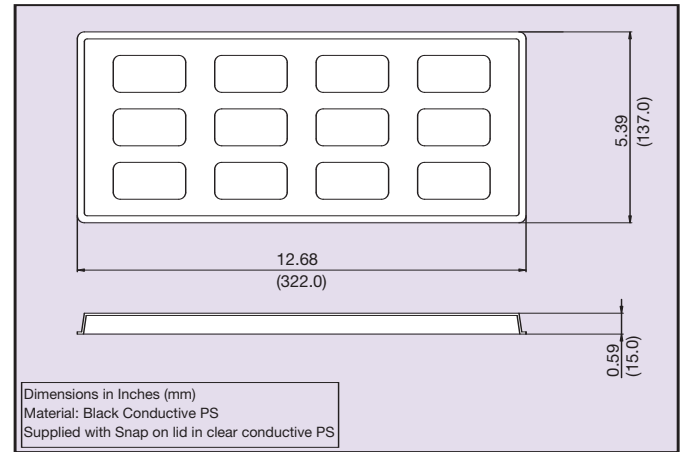 5.39
(137.0)
12.68
(322.0)
0.59
(15.0)
Dimensions in Inches (mm)
Material: Black Conductive PS
Supplied with Snap on lid in clear conductive PS